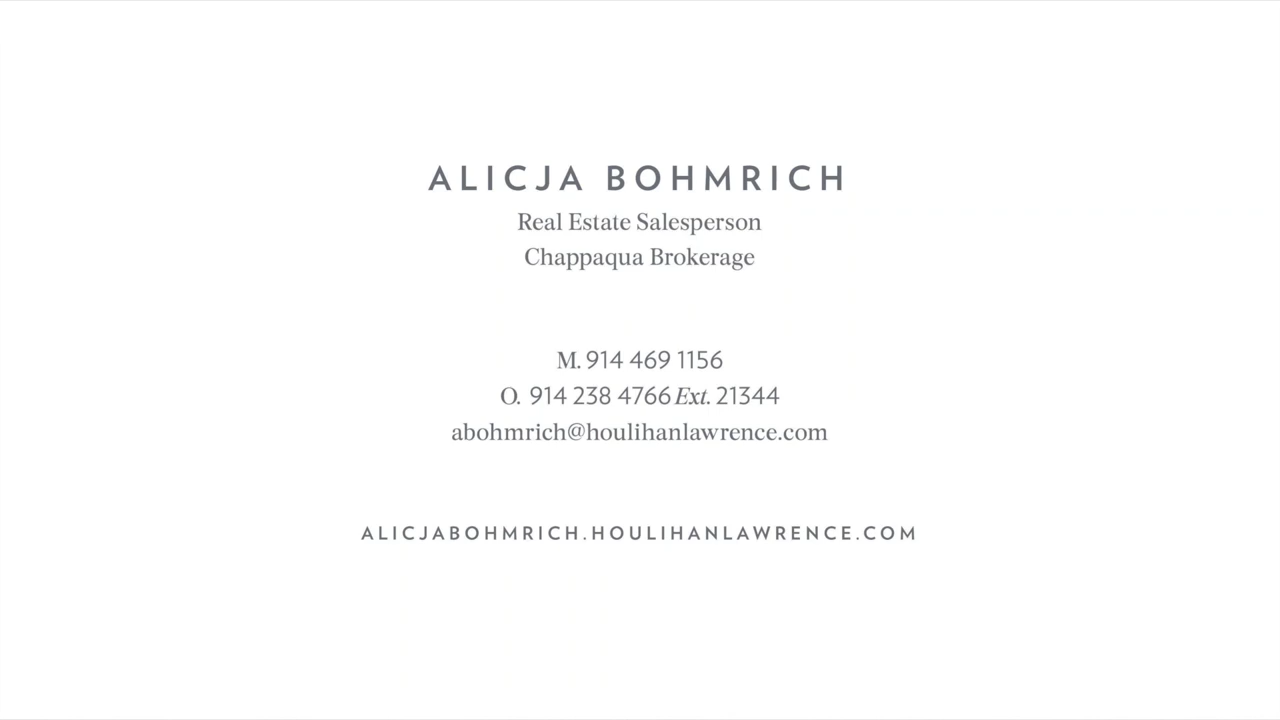 ALICJA BOHMRICH
Real Estate Salesperson
Chappaqua Brokerage
M. 914 469 1156
O. 914 238 4766 Ext. 21344
abohmrich@houlihanlawrence.com
ALICJABOHMRICH.HOULIHANLAWRENCE.COM